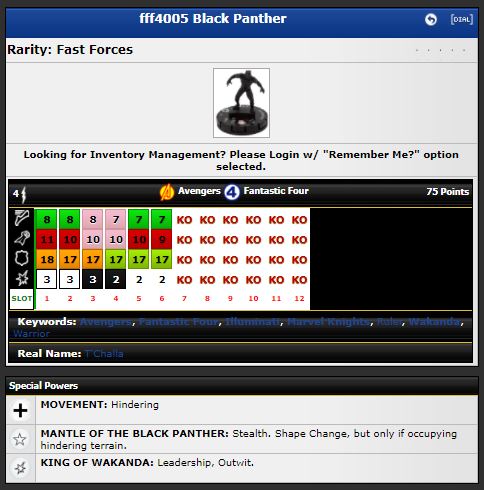 fff4005 Black Panther
[DIAL]
Rarity: Fast Forces
Looking for Inventory Management? Please Login w/ "Remember Me?" option
selected.
4 Avengers 4 Fantastic Four 75 Points
8 8 8 7 7 7 KO KO KO KO KO KO
11 10 10 10 10 9 KO KO KO KO KO KO
18 17 17 17 17 17 KO KO KO KO KO KO
3 3 3 2 2 2 KO KO KO KO KO KO
SLOT 1 2 3 4 5 6 7 8 9 10 11 12
Keywords: Avengers, Fantastic Four, Illuminati, Marvel Knights, Ruler, Wakanda,
Warrior
Real Name: T'Challa
Special Powers
MOVEMENT: Hindering
MANTLE OF THE BLACK PANTHER: Stealth. Shape Change, but only if occupying
hindering terrain.
KING OF WAKANDA: Leadership, Outwit.